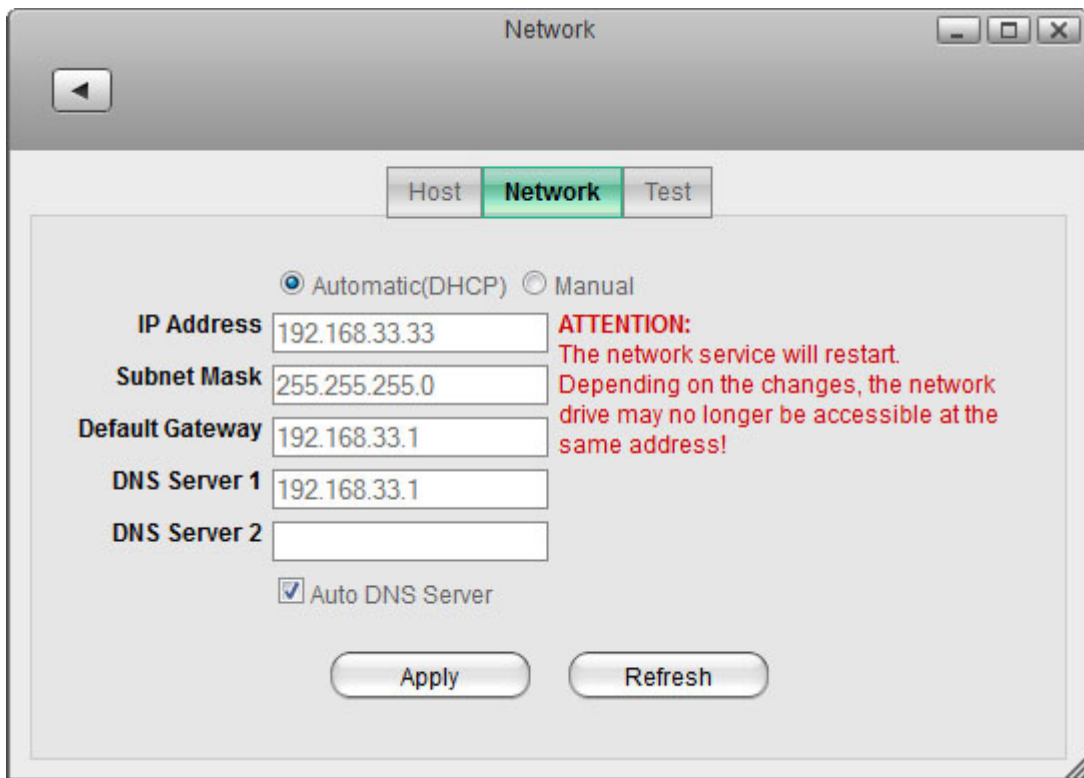 Network
Host Network Test
Automatic(DHCP) Manual
IP Address 192.168.33.33
ATTENTION:
The network service will restart.
Depending on the changes, the network
drive may no longer be accessible at the
same address!
Subnet Mask 255.255.255.0
Default Gateway 192.168.33.1
DNS Server 1 192.168.33.1
DNS Server 2
Auto DNS Server
Apply Refresh